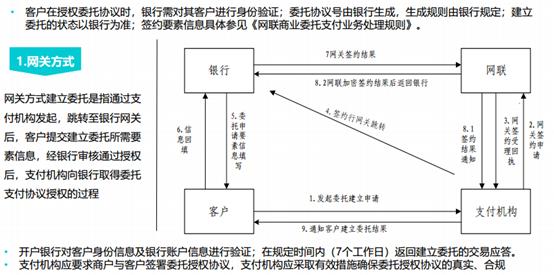 • 客户在授权委托协议时，银行需对其客户进行身份验证；委托协议号由银行生成，生成规则由银行规定；建立
委托的状态以银行为准；签约要素信息具体参见《网联商业委托支付业务处理规则》。
1.网关方式
网关方式建立委托是指通过支
付机构发起，跳转至银行网关
后，客户提交建立委托所需要
素信息，经银行审核通过授权
后，支付机构向银行取得委托
支付协议授权的过程
银行
7网关签约结果
8.2网联加密签约结果后返回银行
网联
4.签约行网关跳转
6.信息回填
5.委托申请要素信息填写
8.1签约结果通知
3.网关签约受理回执
2.网关签约申请
客户
1.发起委托建立申请
9.通知客户建立委托结果
支付机构
• 开户银行对客户身份信息及银行账户信息进行验证；在规定时间内（7个工作日）返回建立委托的交易应答。
• 支付机构应要求商户与客户签署委托授权协议，支付机构应采取有效措施确保委托授权协议的真实、合规